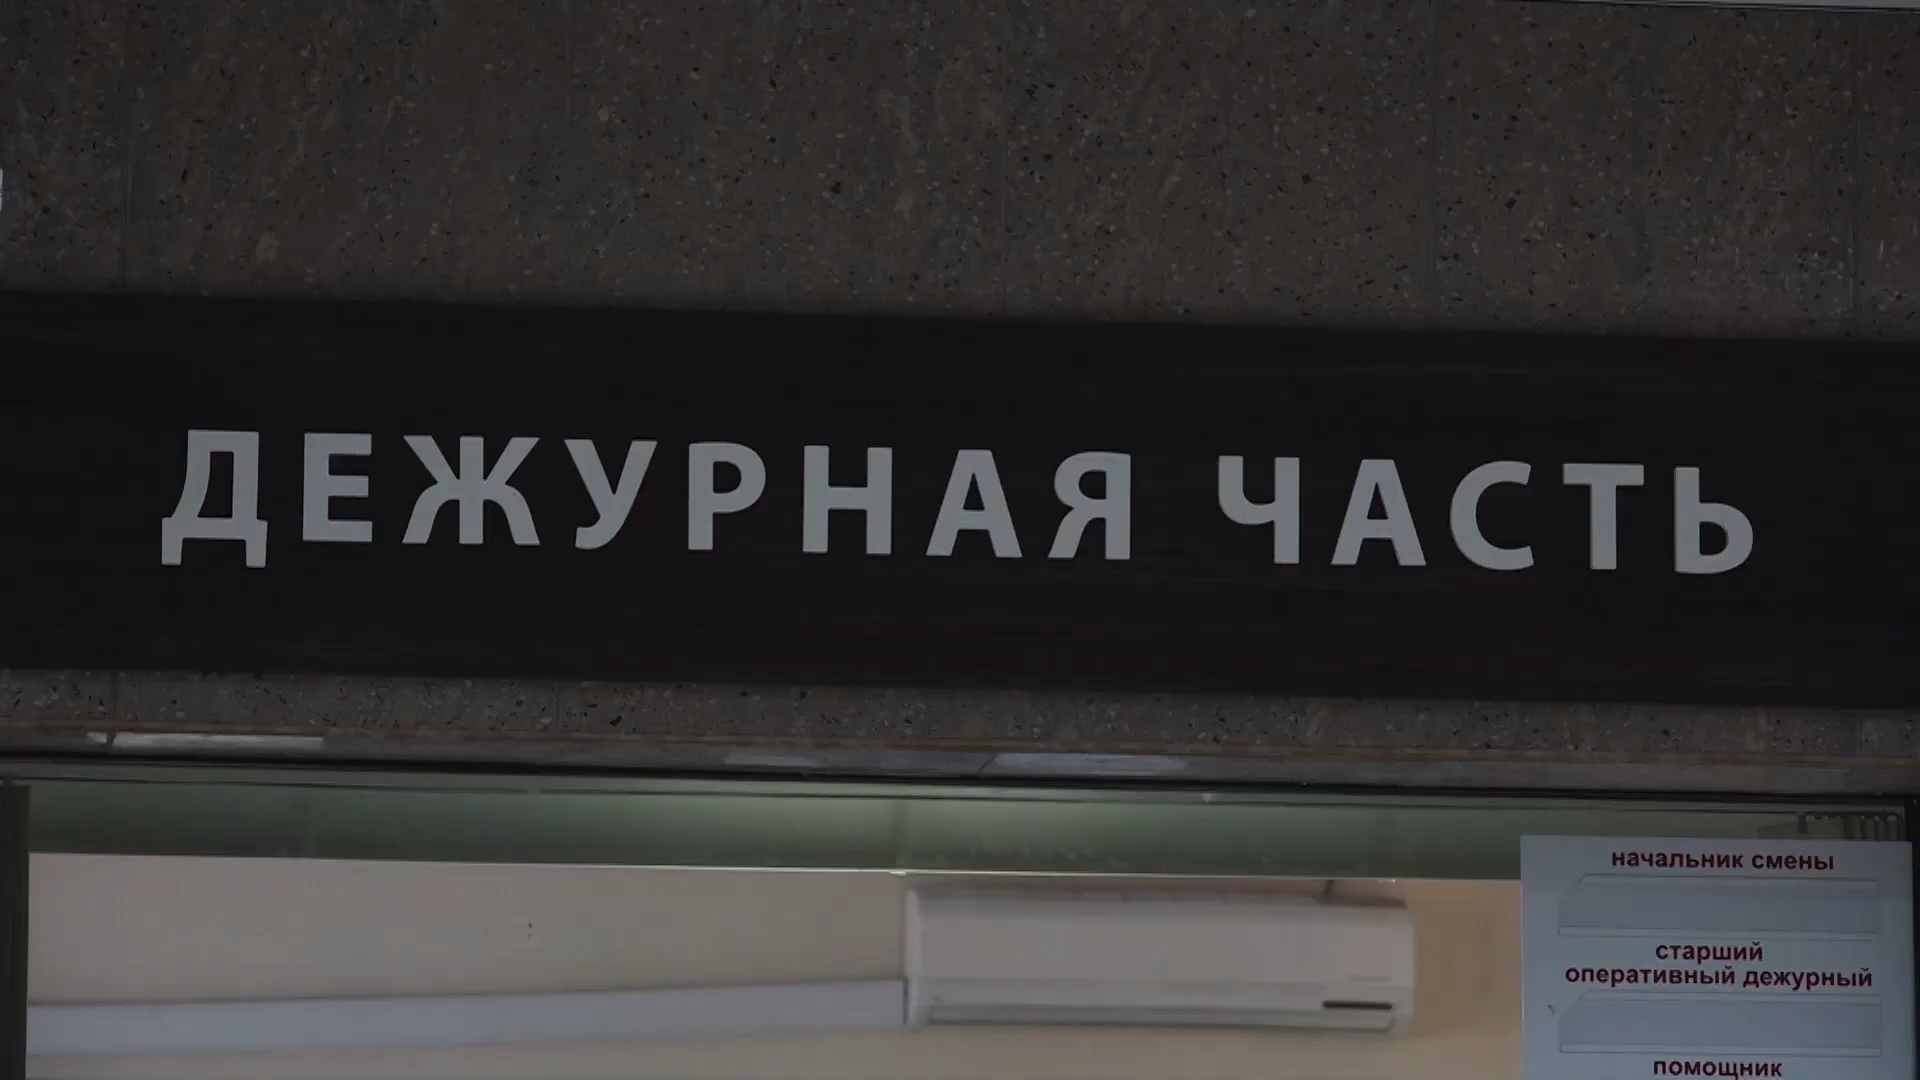 ДЕЖУРНАЯ ЧАСТЬ
начальник смены
старший
оперативный дежурный
помощник